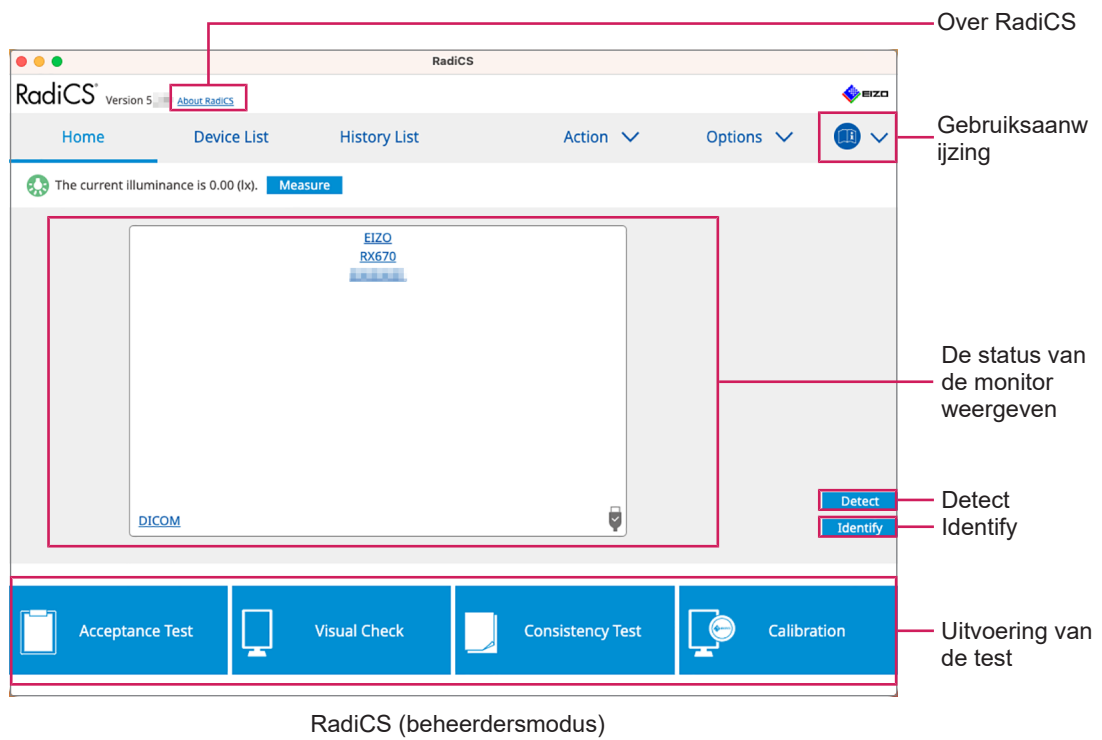 Over RadiCS
RadiCS
RadiCS® Version 5. About RadiCS
EIZO
Home Device List History List Action Options
Gebruiksaanw
ijzing
The current illuminance is 0.00 (lx). Measure
EIZO
RX670
De status van
de monitor
weergeven
DICOM
Detect
Detect
Identify
Identify
Acceptance Test Visual Check Consistency Test Calibration
Uitvoering van
de test
RadiCS (beheerdersmodus)